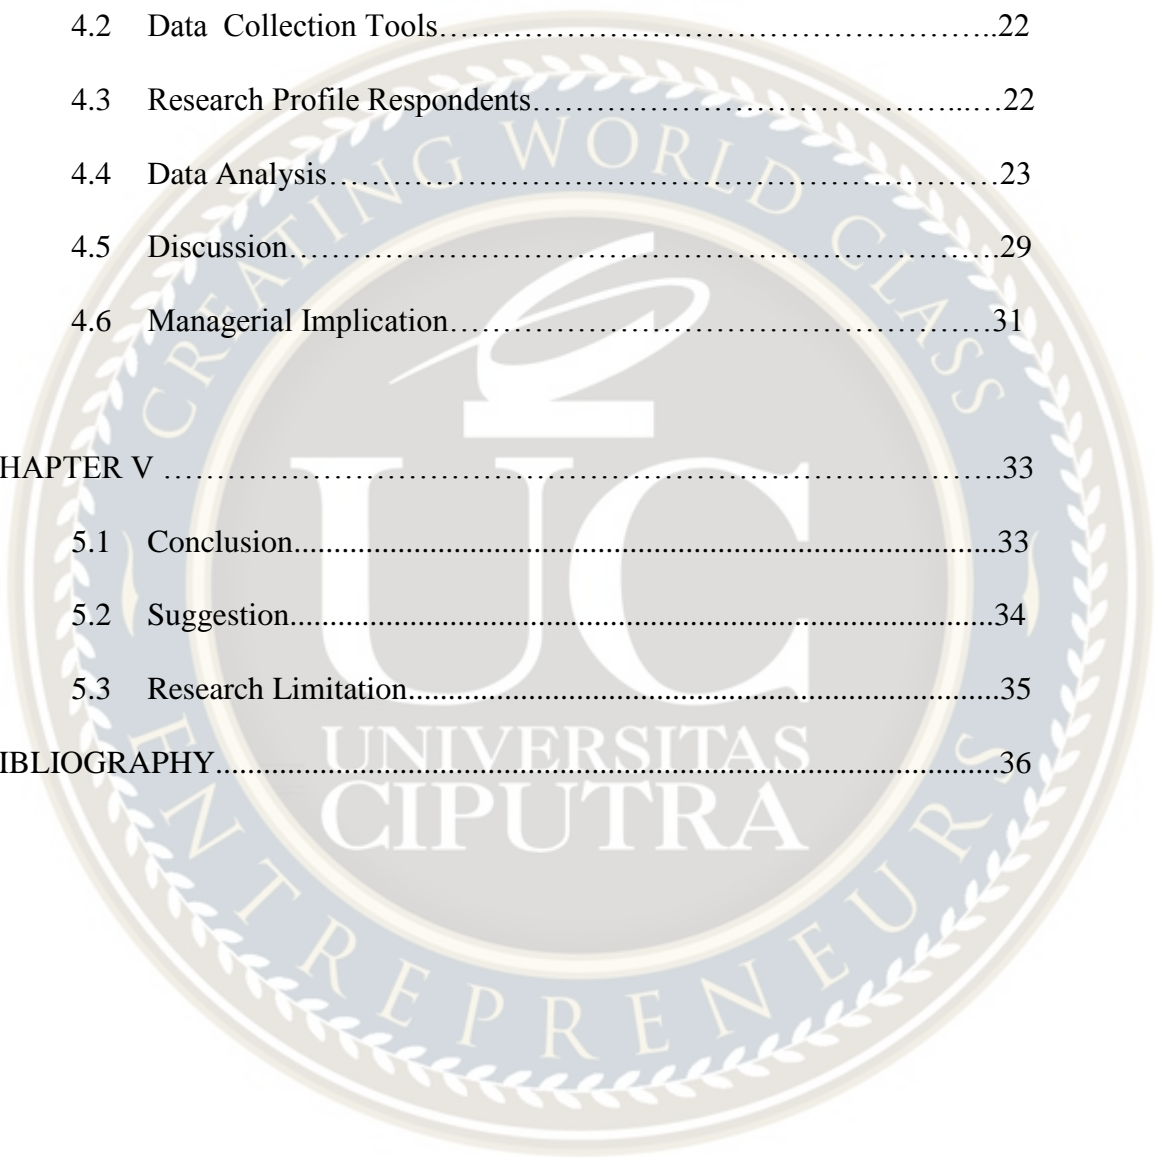 4.2 Data Collection Tools…………………………………………………..22
4.3 Research Profile Respondents……………………………………...…22
4.4 Data Analysis………….………………………………………………23
4.5 Discussion……………………………………………………………..29
4.6 Managerial Implication………………………………………………31
HAPTER V ……………………………………………………………………….33
5.1 Conclusion........................................................................................33
5.2 Suggestion........................................................................................34
5.3 Research Limitation..........................................................................35
IBLIOGRAPHY..................................................................................................36
CREATING WORLD CLASS
UC
UNIVERSITAS
CIPUTRA
ENTREPRENEURS